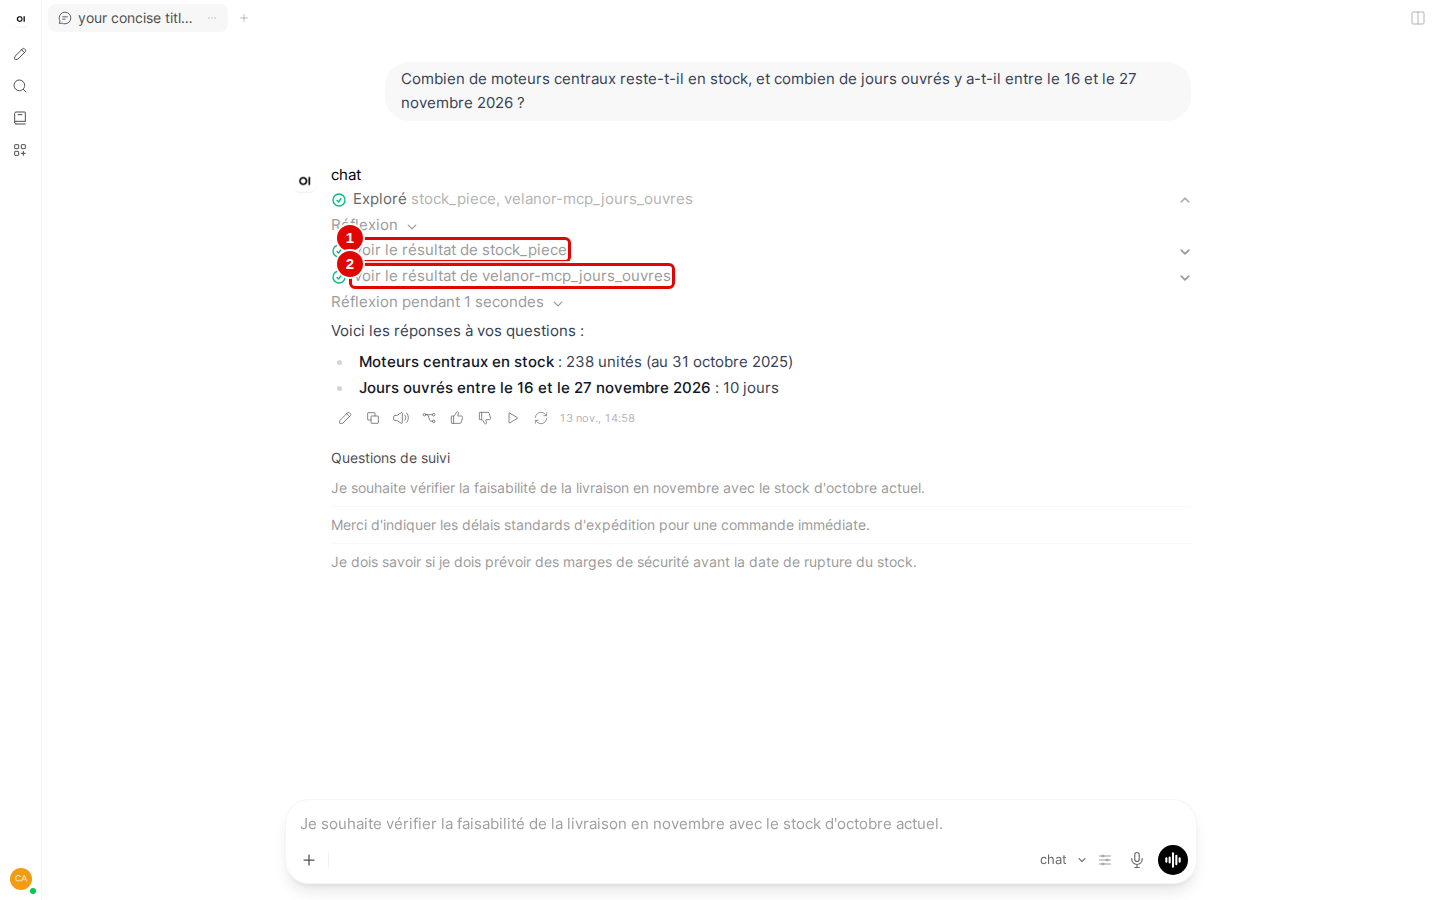 OI
your concise titl...
Combien de moteurs centraux reste-t-il en stock, et combien de jours ouvrés y a-t-il entre le 16 et le 27
novembre 2026 ?
OI
chat
Exploré stock_piece, velanor-mcp_jours_ouvres
Réflexion
1
oir le résultat de stock_piece
2
Voir le résultat de velanor-mcp_jours_ouvres
Réflexion pendant 1 secondes
Voici les réponses à vos questions :
Moteurs centraux en stock : 238 unités (au 31 octobre 2025)
Jours ouvrés entre le 16 et le 27 novembre 2026 : 10 jours
13 nov., 14:58
Questions de suivi
Je souhaite vérifier la faisabilité de la livraison en novembre avec le stock d'octobre actuel.
Merci d'indiquer les délais standards d'expédition pour une commande immédiate.
Je dois savoir si je dois prévoir des marges de sécurité avant la date de rupture du stock.
Je souhaite vérifier la faisabilité de la livraison en novembre avec le stock d'octobre actuel.
chat
CA